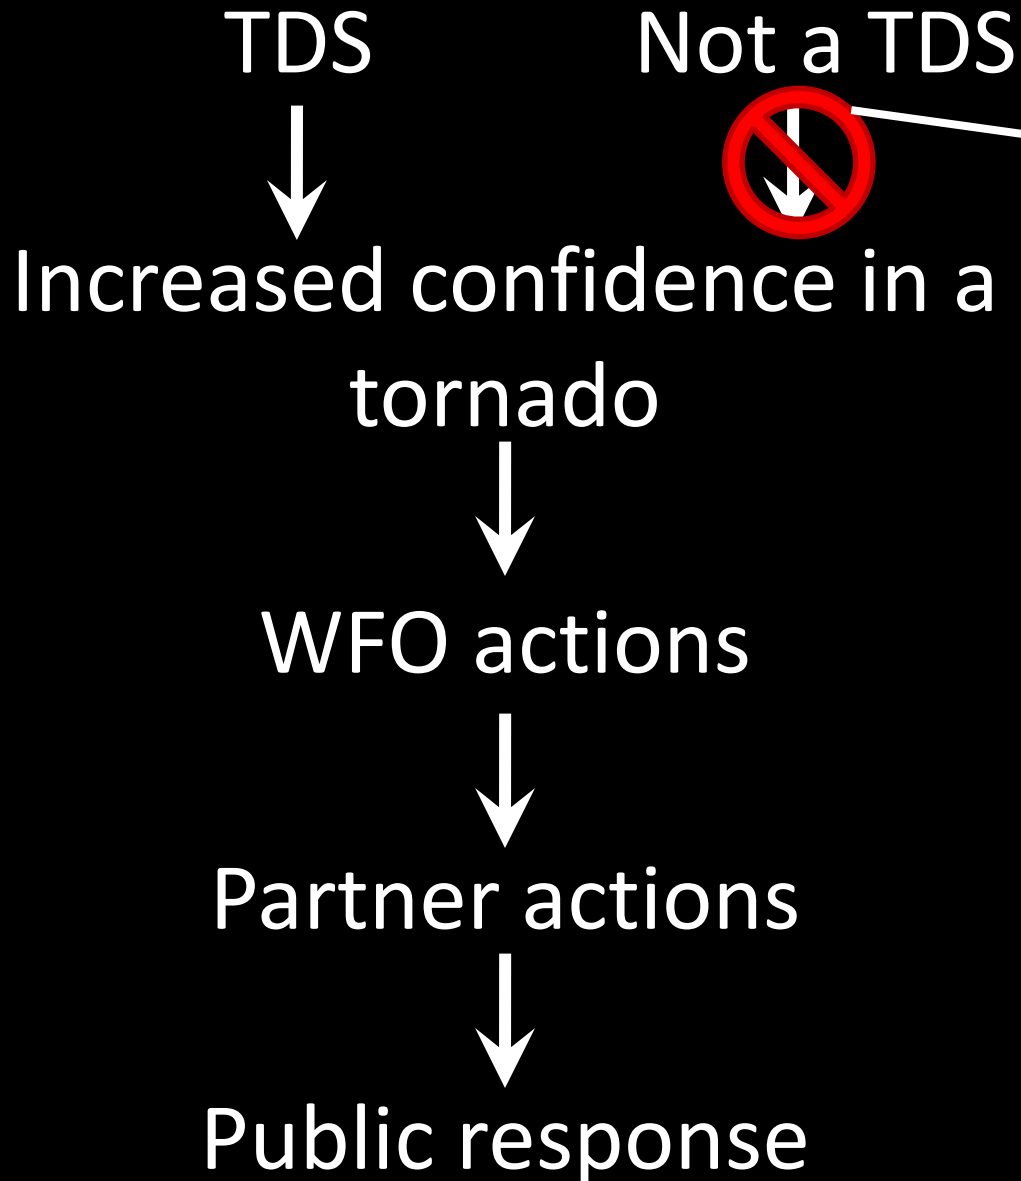 TDS
Not a TDS
Increased confidence in a
tornado
WFO actions
Partner actions
Public response